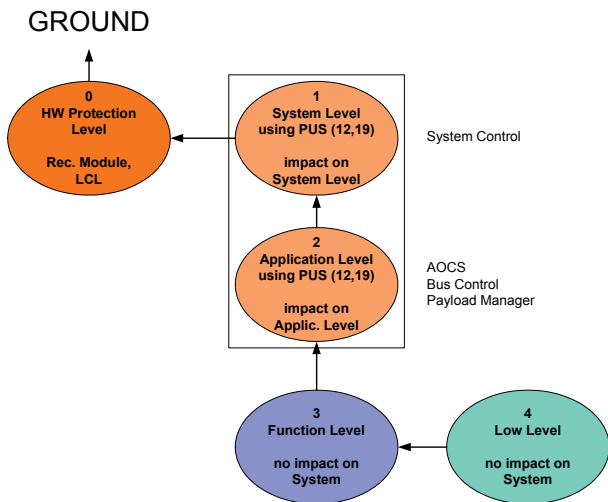 GROUND
0
HW Protection
Level
Rec. Module,
LCL
1
System Level
using PUS (12,19)
impact on
System Level
System Control
2
Application Level
using PUS (12,19)
impact on
Applic. Level
AOCS
Bus Control
Payload Manager
3
Function Level
no impact on
System
4
Low Level
no impact on
System